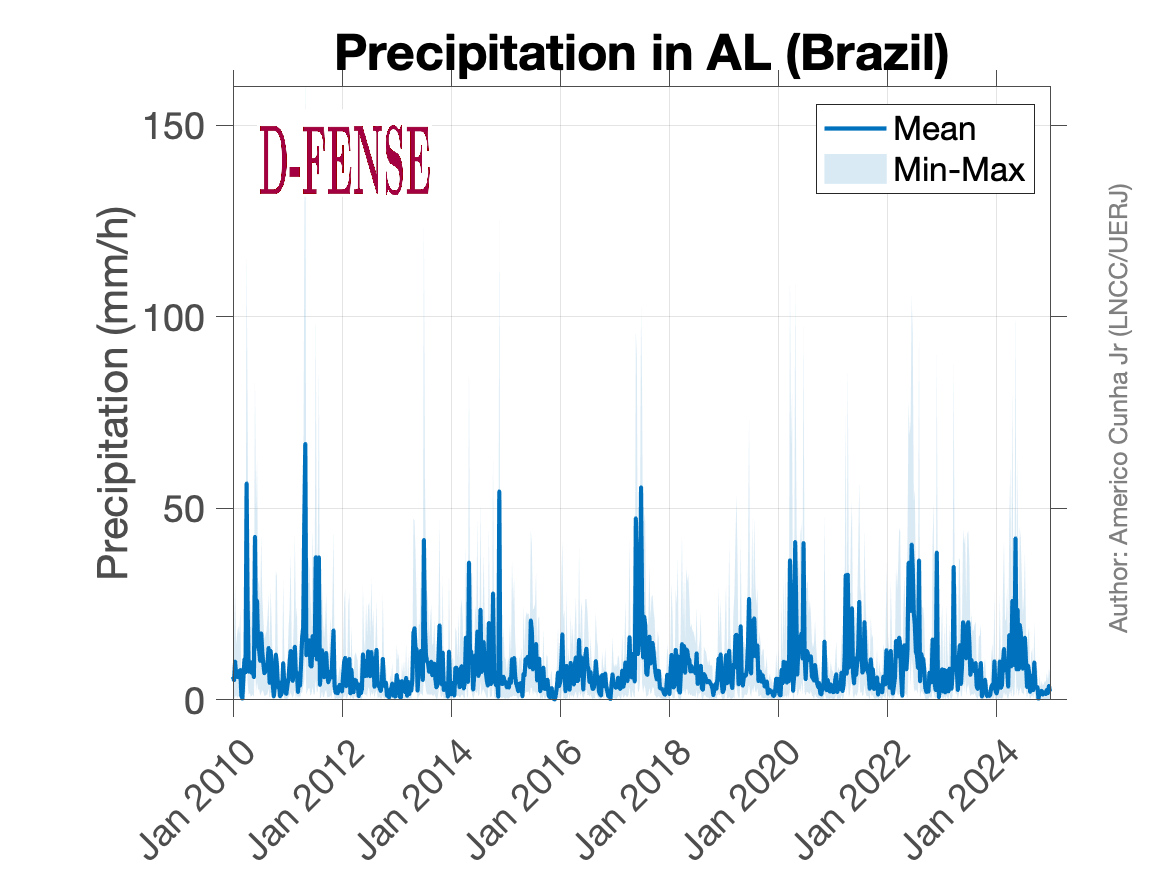 Precipitation in AL (Brazil)
D-FENSE
Mean
Min-Max
Precipitation (mm/h)
150
100
50
0
Jan 2010
Jan 2012
Jan 2014
Jan 2016
Jan 2018
Jan 2020
Jan 2022
Jan 2024
Author: Americo Cunha Jr (LNCC/UERJ)